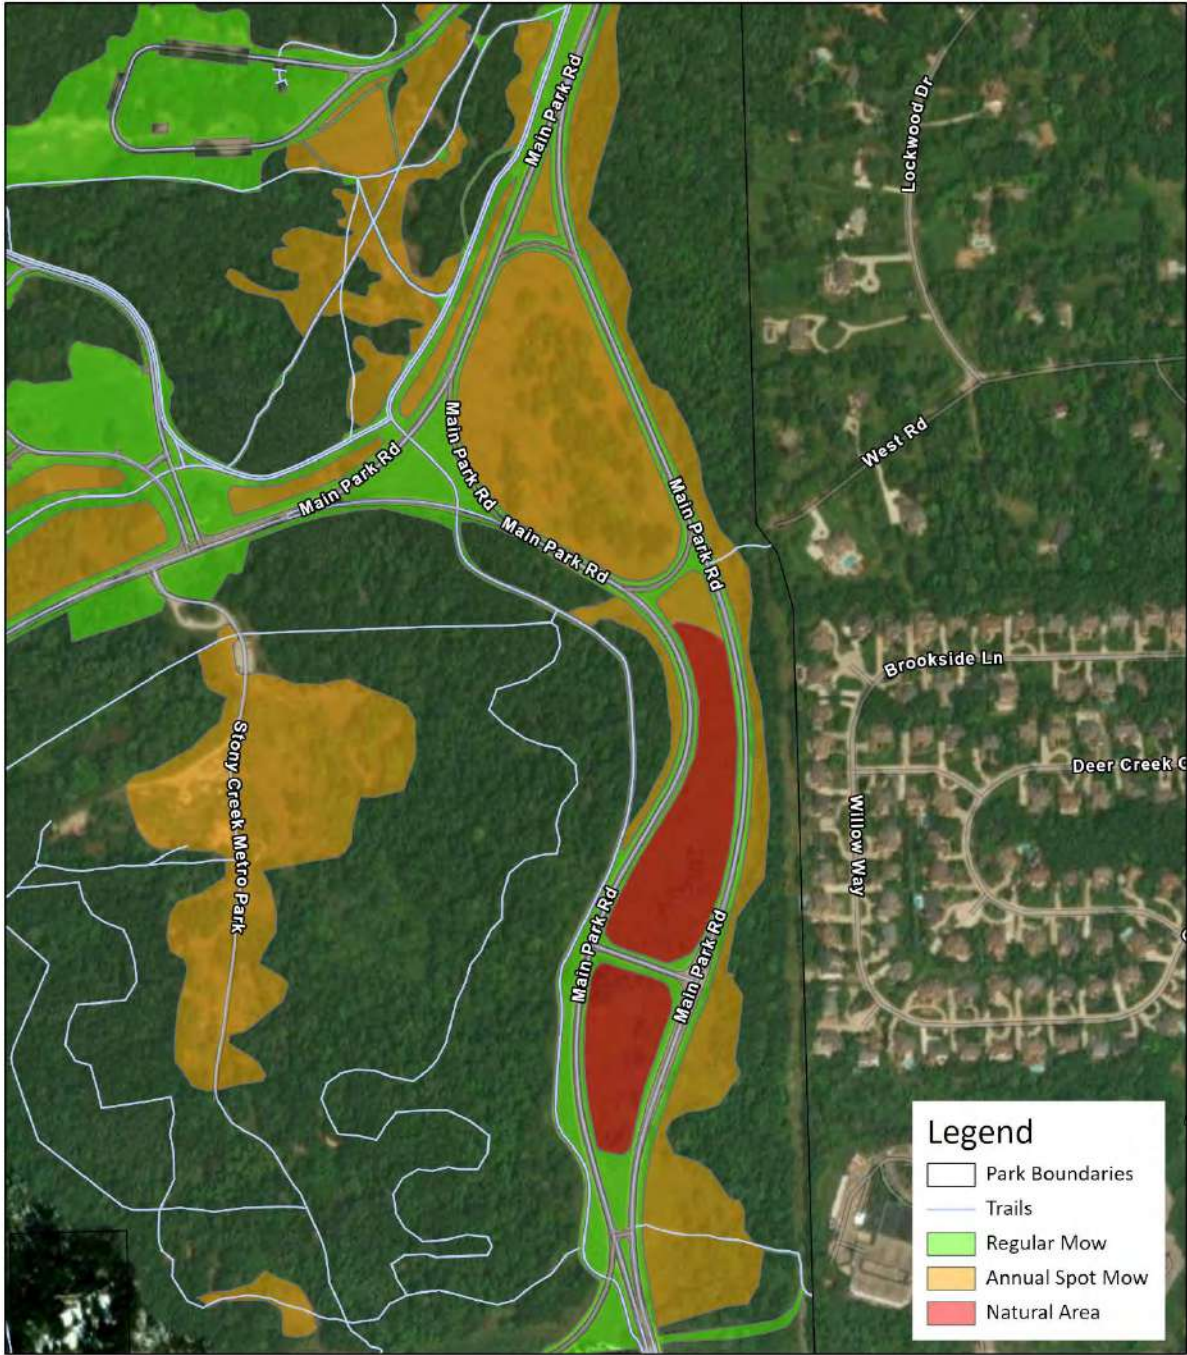 Main Park Rd
Lockwood Dr
West Rd
Main Park Rd
Main Park Rd
Main Park Rd
Main Park Rd
Brookside Ln
Stony Creek Metro Park
Deer Creek C
Willow Way
Main Park Rd
Main Park Rd
Legend
Park Boundaries
Trails
Regular Mow
Annual Spot Mow
Natural Area